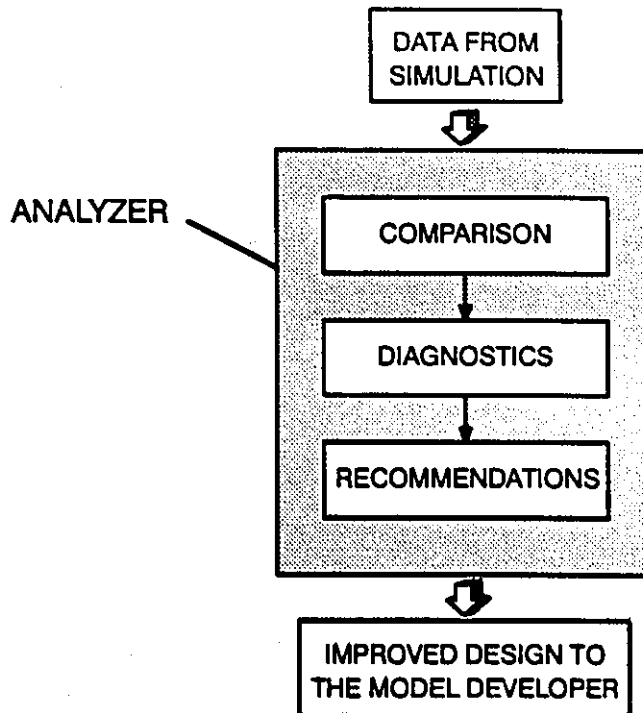 DATA FROM
SIMULATION
ANALYZER
COMPARISON
DIAGNOSTICS
RECOMMENDATIONS
IMPROVED DESIGN TO
THE MODEL DEVELOPER